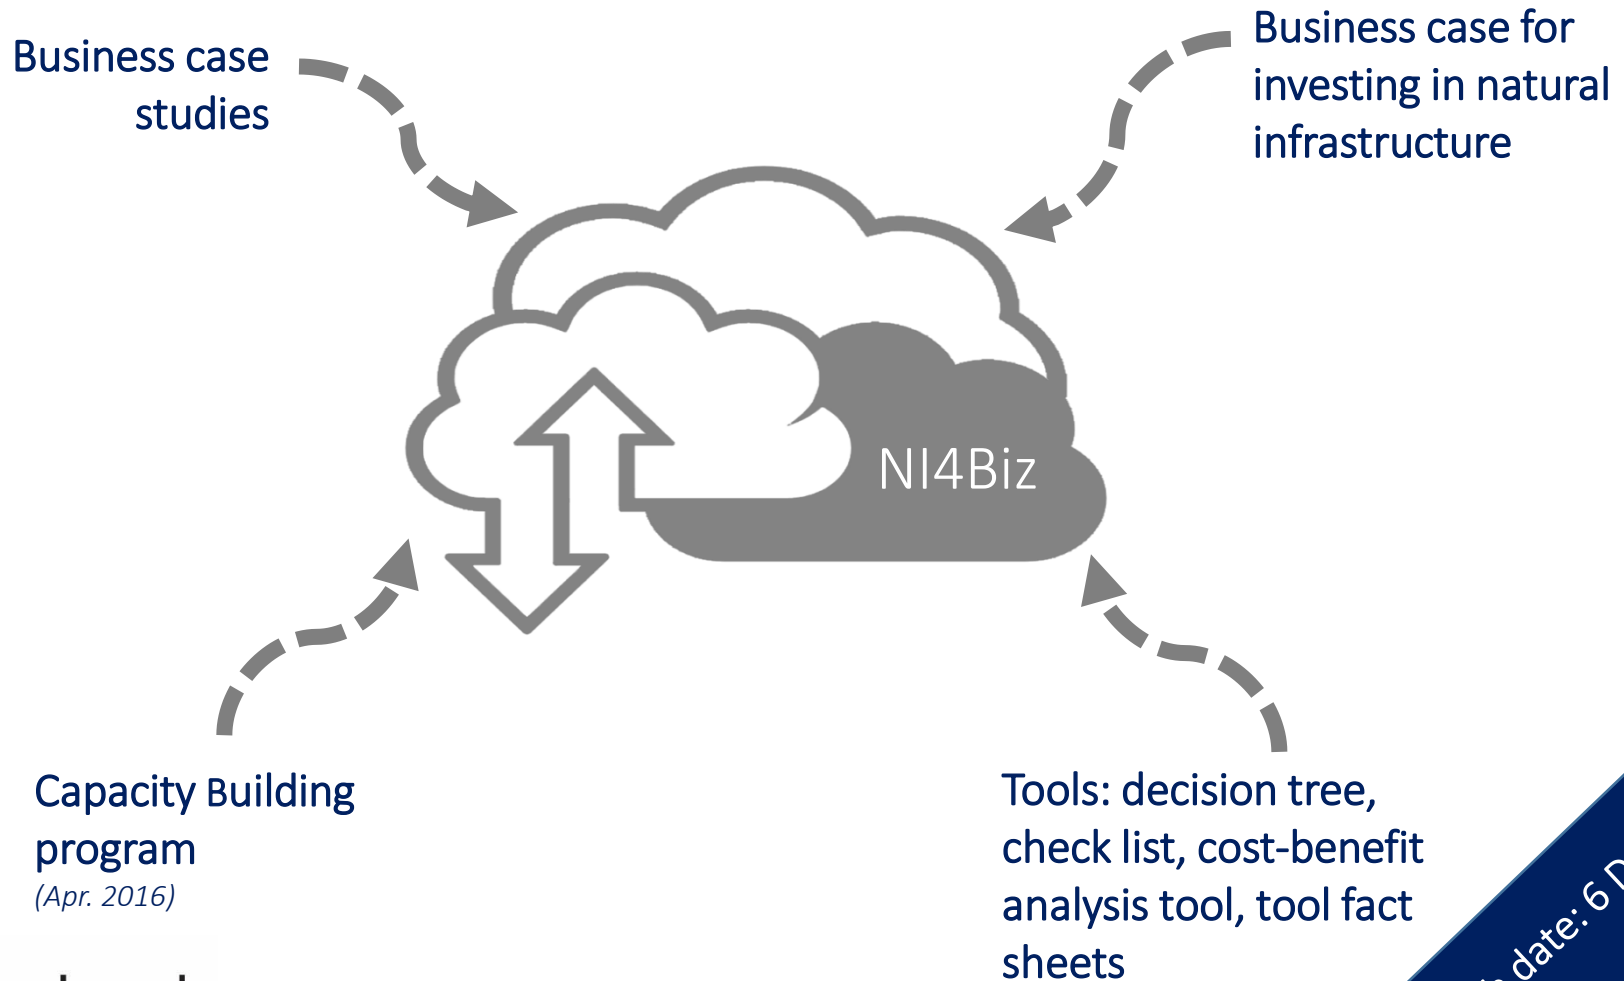 Business case
studies
Business case for
investing in natural
infrastructure
NI4Biz
Capacity Building
program
(Apr. 2016)
Tools: decision tree,
check list, cost-benefit
analysis tool, tool fact
sheets
date: 6